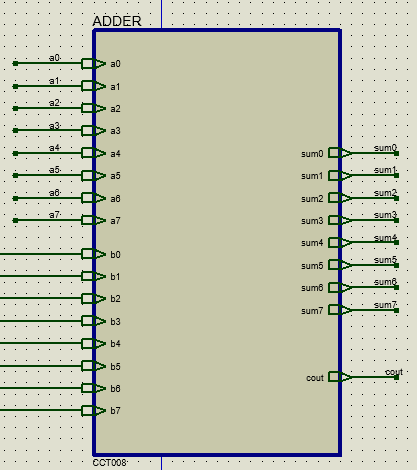 ADDER
a0 a0
a1 a1
a2 a2
a3 a3
a4 a4 sum0 sum0
a5 a5 sum1 sum1
a6 a6 sum2 sum2
a7 a7 sum3 sum3
sum4 sum4
b0
b1 sum5 sum5
b2 sum6 sum6
b3 sum7 sum7
b4
b5
cout cout
b6
b7
CCT008